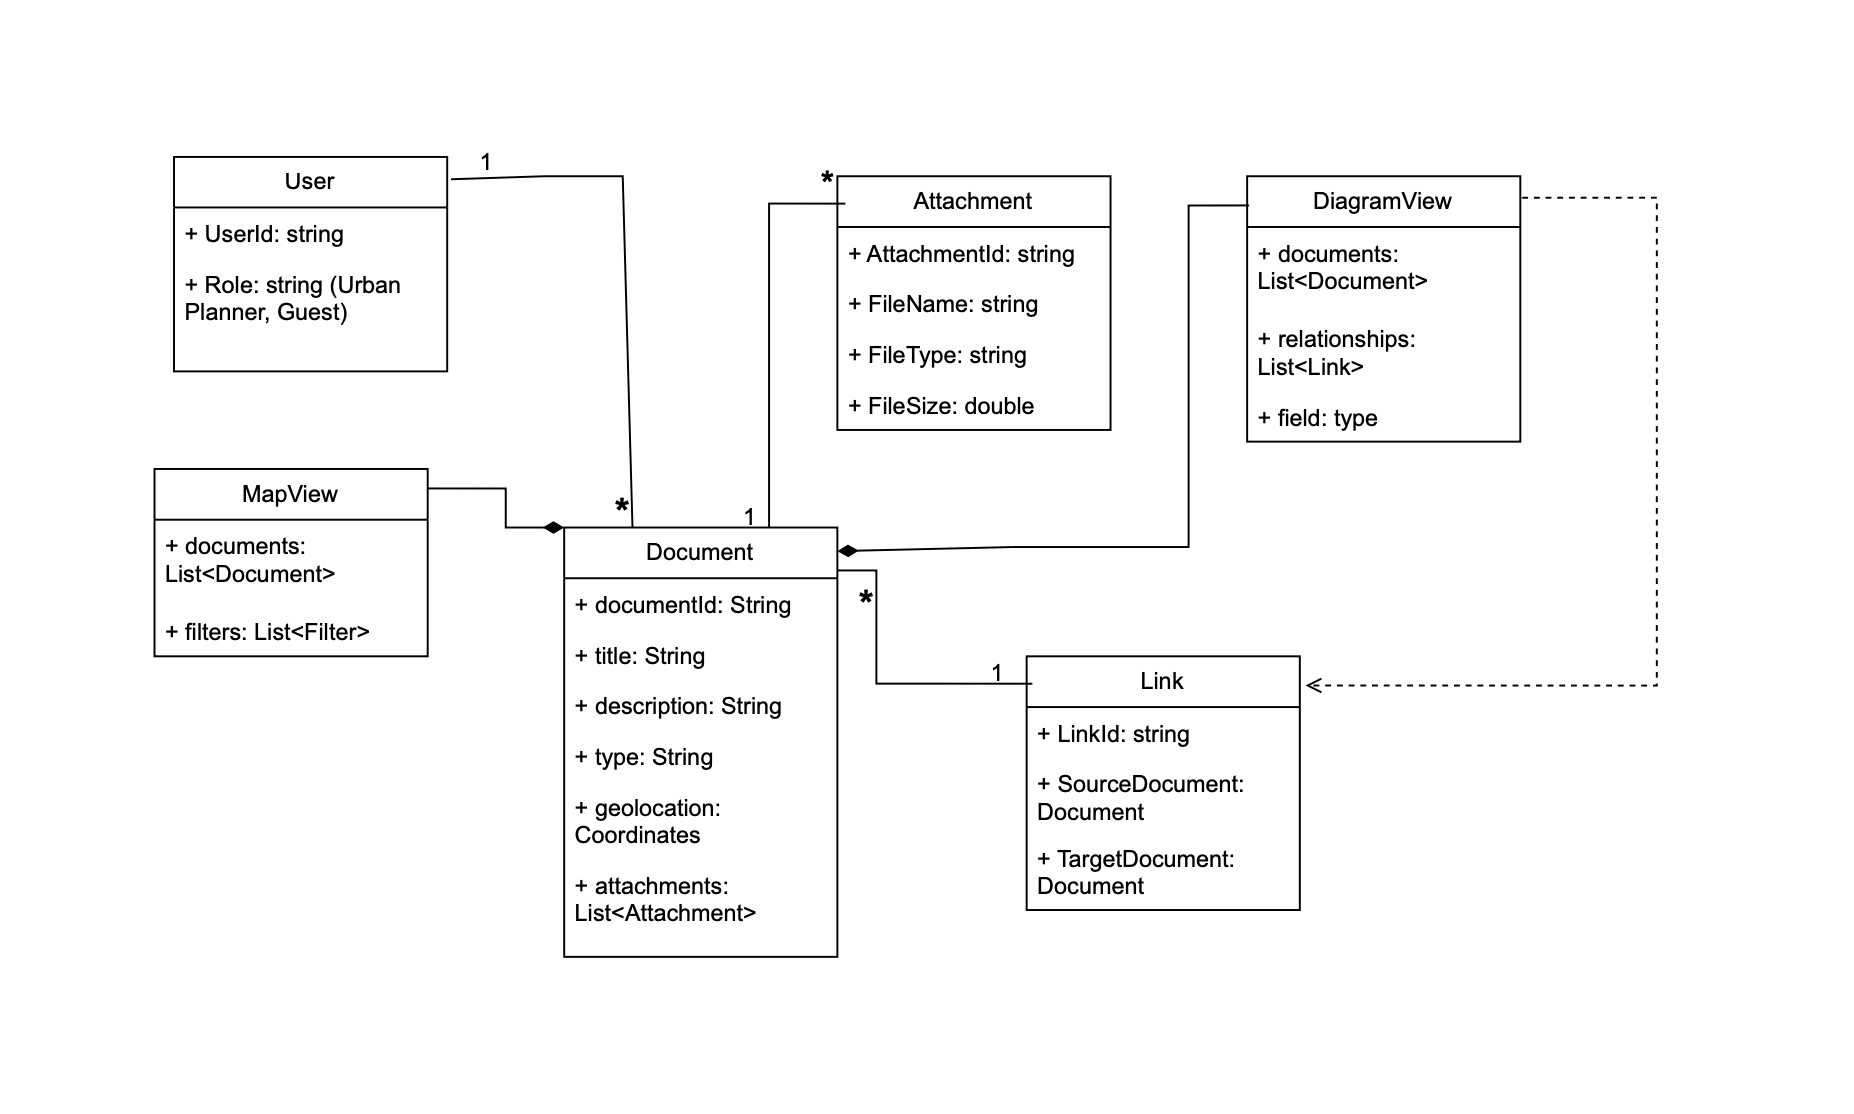 1
User
+ UserId: string
+ Role: string (Urban
Planner, Guest)
*
Attachment
+ AttachmentId: string
+ FileName: string
+ FileType: string
+ FileSize: double
DiagramView
+ documents:
List<Document>
+ relationships:
List<Link>
+ field: type
MapView
+ documents:
List<Document>
+ filters: List<Filter>
*
1
Document
+ documentId: String
+ title: String
+ description: String
+ type: String
+ geolocation:
Coordinates
+ attachments:
List<Attachment>
*
1
Link
+ LinkId: string
+ SourceDocument:
Document
+ TargetDocument:
Document